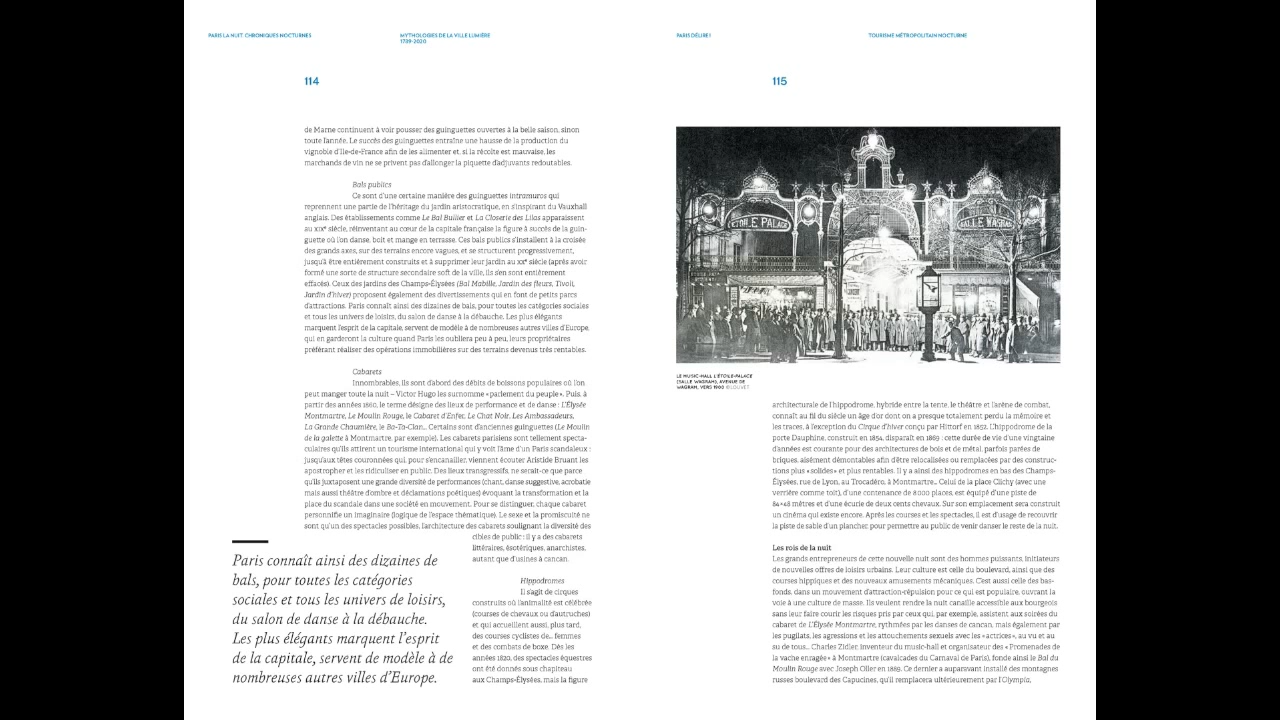 PARIS LA NUIT CHRONIQUES NOCTURNES
MYTHOLOGIES DE LA VILLE LUMIÈRE
1789-2020
PARIS DÉLIRE !
TOURISME MÉTROPOLITAIN NOCTURNE
114
de Marne continuent à voir pousser des guinguettes ouvertes à la belle saison, sinon
toute l'année. Le succès des guinguettes entraîne une hausse de la production du
vignoble d'Ile-de-France afin de les alimenter et, si la récolte est mauvaise, les
marchands de vin ne se privent pas d'allonger la piquette d'adjuvants redoutables.
Bals publics
Ce sont d'une certaine manière des guinguettes intramuros qui
reprennent une partie de l'héritage du jardin aristocratique, en s'inspirant du Vauxhall
anglais. Des établissements comme Le Bal Bullier et La Closerie des Lilas apparaissent
au XIXe siècle, réinventant au cœur de la capitale française la figure à succès de la guin-
guette où l'on danse, boit et mange en terrasse. Ces bals publics s'installent à la croisée
des grands axes, sur des terrains encore vagues, et se structurent progressivement,
jusqu'à être entièrement construits et à supprimer leur jardin au XXe siècle (après avoir
formé une sorte de structure secondaire soft de la ville, ils s'en sont entièrement
effacés). Ceux des jardins des Champs-Élysées (Bal Mabille, Jardin des fleurs, Tivoli,
Jardin d'hiver) proposent également des divertissements qui en font de petits parcs
d'attractions. Paris connaît ainsi des dizaines de bals, pour toutes les catégories sociales
et tous les univers de loisirs, du salon de danse à la débauche. Les plus élégants
marquent l'esprit de la capitale, servent de modèle à de nombreuses autres villes d'Europe,
qui en garderont la culture quand Paris les oubliera peu à peu, leurs propriétaires
préférant réaliser des opérations immobilières sur des terrains devenus très rentables.
Cabarets
Innombrables, ils sont d'abord des débits de boissons populaires où l'on
peut manger toute la nuit – Victor Hugo les surnomme « parlement du peuple ». Puis, à
partir des années 1860, le terme désigne des lieux de performance et de danse : L'Élysée
Montmartre, Le Moulin Rouge, le Cabaret d'Enfer, Le Chat Noir, Les Ambassadeurs,
La Grande Chaumière, le Ba-Ta-Clan... Certains sont d'anciennes guinguettes (Le Moulin
de la galette à Montmartre, par exemple). Les cabarets parisiens sont tellement specta-
culaires qu'ils attirent un tourisme international qui y voit l'âme d'un Paris scandaleux :
jusqu'aux têtes couronnées qui, pour s'encanailler, viennent écouter Aristide Bruant les
apostropher et les ridiculiser en public. Des lieux transgressifs, ne serait-ce que parce
qu'ils juxtaposent une grande diversité de performances (chant, danse suggestive, acrobatie
mais aussi théâtre d'ombre et déclamations poétiques) évoquant la transformation et la
place du scandale dans une société en mouvement. Pour se distinguer, chaque cabaret
personnifie un imaginaire (logique de l'espace thématique). Le sexe et la promiscuité ne
sont qu'un des spectacles possibles, l'architecture des cabarets soulignant la diversité des
cibles de public : il y a des cabarets
littéraires, ésotériques, anarchistes,
autant que d'usines à cancan.
Hippodromes
Il s'agit de cirques
construits où l'animalité est célébrée
(courses de chevaux ou d'autruches)
et qui accueillent aussi, plus tard,
des courses cyclistes de... femmes
et des combats de boxe. Dès les
années 1820, des spectacles équestres
ont été donnés sous chapiteau
aux Champs-Élysées, mais la figure
Paris connaît ainsi des dizaines de
bals, pour toutes les catégories
sociales et tous les univers de loisirs,
du salon de danse à la débauche.
Les plus élégants marquent l'esprit
de la capitale, servent de modèle à de
nombreuses autres villes d'Europe.
115
ETOILE PALACE
SALLE WAGRAM
LE MUSIC-HALL L'ÉTOILE-PALACE
(SALLE WAGRAM), AVENUE DE
WAGRAM, VERS 1900 ©LOUVET
architecturale de l'hippodrome, hybride entre la tente, le théâtre et l'arène de combat,
connaît au fil du siècle un âge d'or dont on a presque totalement perdu la mémoire et
les traces, à l'exception du Cirque d'hiver conçu par Hittorf en 1852. L'hippodrome de la
porte Dauphine, construit en 1854, disparaît en 1869 : cette durée de vie d'une vingtaine
d'années est courante pour des architectures de bois et de métal, parfois parées de
briques, aisément démontables afin d'être relocalisées ou remplacées par des construc-
tions plus « solides » et plus rentables. Il y a ainsi des hippodromes en bas des Champs-
Élysées, rue de Lyon, au Trocadéro, à Montmartre... Celui de la place Clichy (avec une
verrière comme toit), d'une contenance de 8 000 places, est équipé d'une piste de
84×48 mètres et d'une écurie de deux cents chevaux. Sur son emplacement sera construit
un cinéma qui existe encore. Après les courses et les spectacles, il est d'usage de recouvrir
la piste de sable d'un plancher, pour permettre au public de venir danser le reste de la nuit.
Les rois de la nuit
Les grands entrepreneurs de cette nouvelle nuit sont des hommes puissants, initiateurs
de nouvelles offres de loisirs urbains. Leur culture est celle du boulevard, ainsi que des
courses hippiques et des nouveaux amusements mécaniques. C'est aussi celle des bas-
fonds, dans un mouvement d'attraction-répulsion pour ce qui est populaire, ouvrant la
voie à une culture de masse. Ils veulent rendre la nuit canaille accessible aux bourgeois
sans leur faire courir les risques pris par ceux qui, par exemple, assistent aux soirées du
cabaret de L'Élysée Montmartre, rythmées par les danses de cancan, mais également par
les pugilats, les agressions et les attouchements sexuels avec les « actrices », au vu et au
su de tous... Charles Zidler, inventeur du music-hall et organisateur des « Promenades de
la vache enragée » à Montmartre (cavalcades du Carnaval de Paris), fonde ainsi le Bal du
Moulin Rouge avec Joseph Oller en 1889. Ce dernier a auparavant installé des montagnes
russes boulevard des Capucines, qu'il remplacera ultérieurement par l'Olympia,